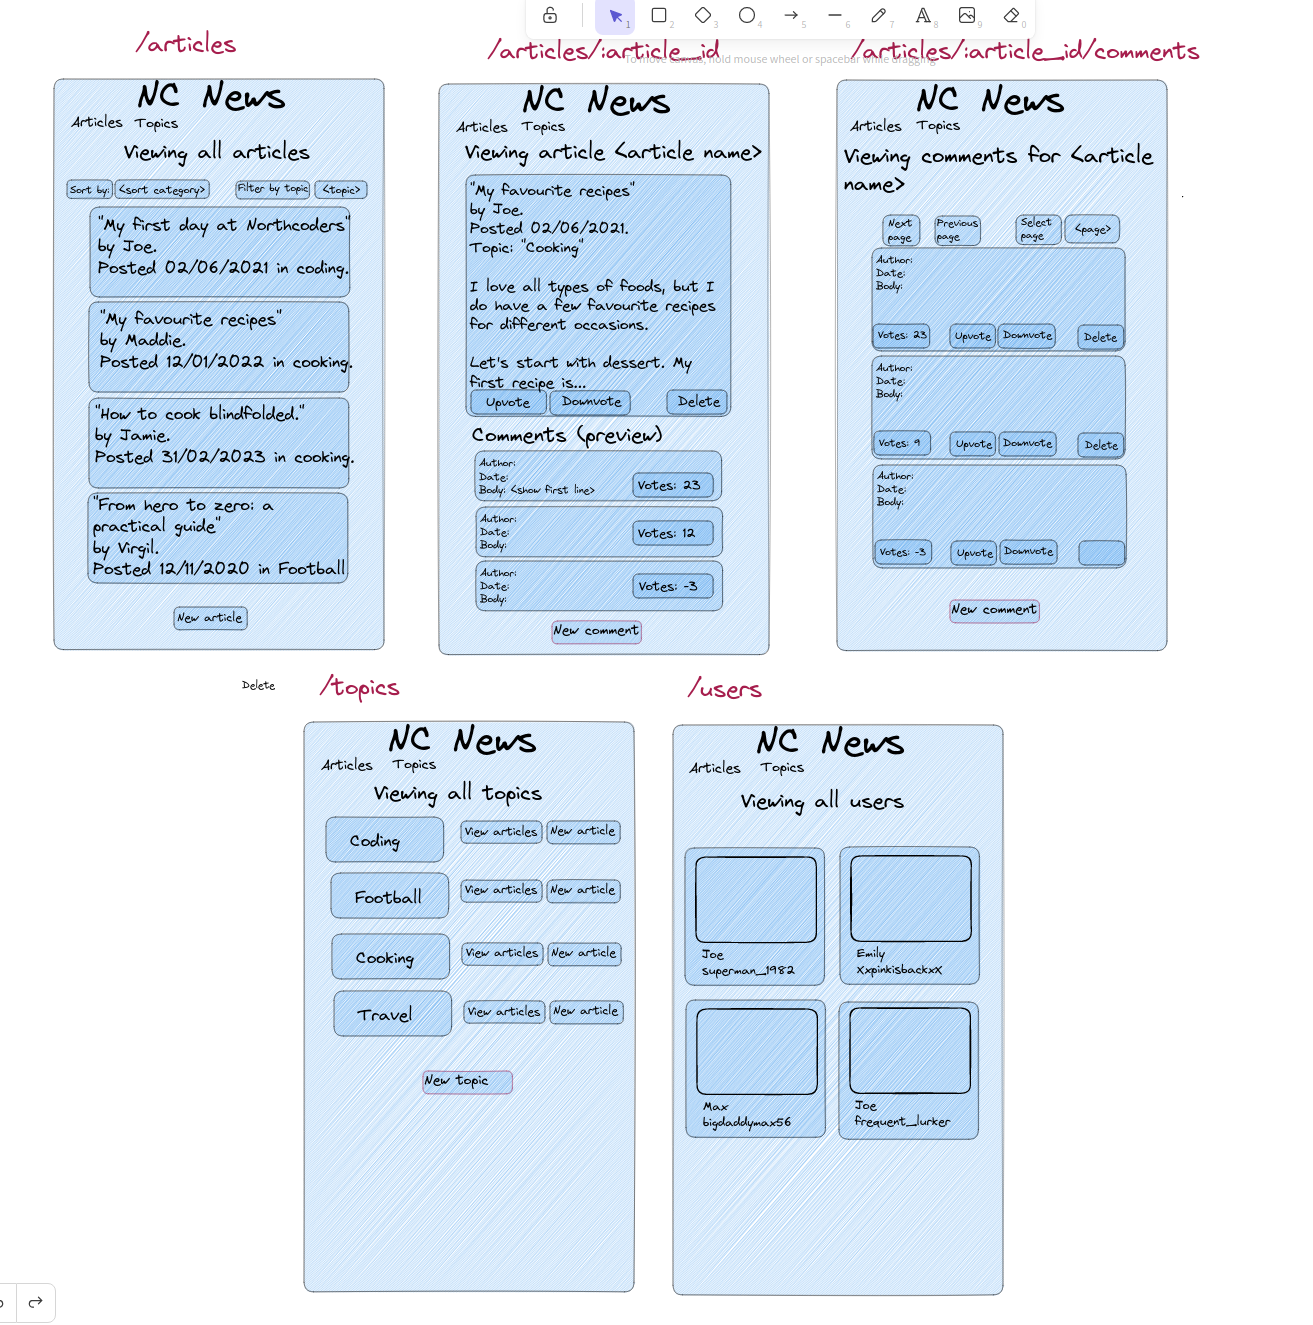 1
2
3
4
5
6
7
8
9
0
To move canvas, hold mouse wheel or spacebar while dragging
/articles
NC News
Articles Topics
Viewing all articles
Sort by: <sort category> Filter by topic <topic>
"My first day at Northcoders"
by Joe.
Posted 02/06/2021 in coding.
"My favourite recipes"
by Maddie.
Posted 12/01/2022 in cooking.
"How to cook blindfolded."
by Jamie.
Posted 31/02/2023 in cooking.
"From hero to zero: a
practical guide"
by Virgil.
Posted 12/11/2020 in Football
New article
/articles/:article_id
NC News
Articles Topics
Viewing article <article name>
"My favourite recipes"
by Joe.
Posted 02/06/2021.
Topic: "Cooking"
I love all types of foods, but I
do have a few favourite recipes
for different occasions.
Let's start with dessert. My
first recipe is...
Upvote Downvote Delete
Comments (preview)
Author:
Date:
Body: <show first line>
Votes: 23
Author:
Date:
Body:
Votes: 12
Author:
Date:
Body:
Votes: -3
New comment
/articles/:article_id/comments
NC News
Articles Topics
Viewing comments for <article
name>
Next
page
Previous
page
Select
page
<page>
Author:
Date:
Body:
Votes: 23 Upvote Downvote Delete
Author:
Date:
Body:
Votes: 9 Upvote Downvote Delete
Author:
Date:
Body:
Votes: -3 Upvote Downvote
New comment
Delete
/topics
NC News
Articles Topics
Viewing all topics
Coding View articles New article
Football View articles New article
Cooking View articles New article
Travel View articles New article
New topic
/users
NC News
Articles Topics
Viewing all users
Joe
superman_1982
Emily
XxpinkisbackxX
Max
bigdaddymax56
Joe
frequent_lurker